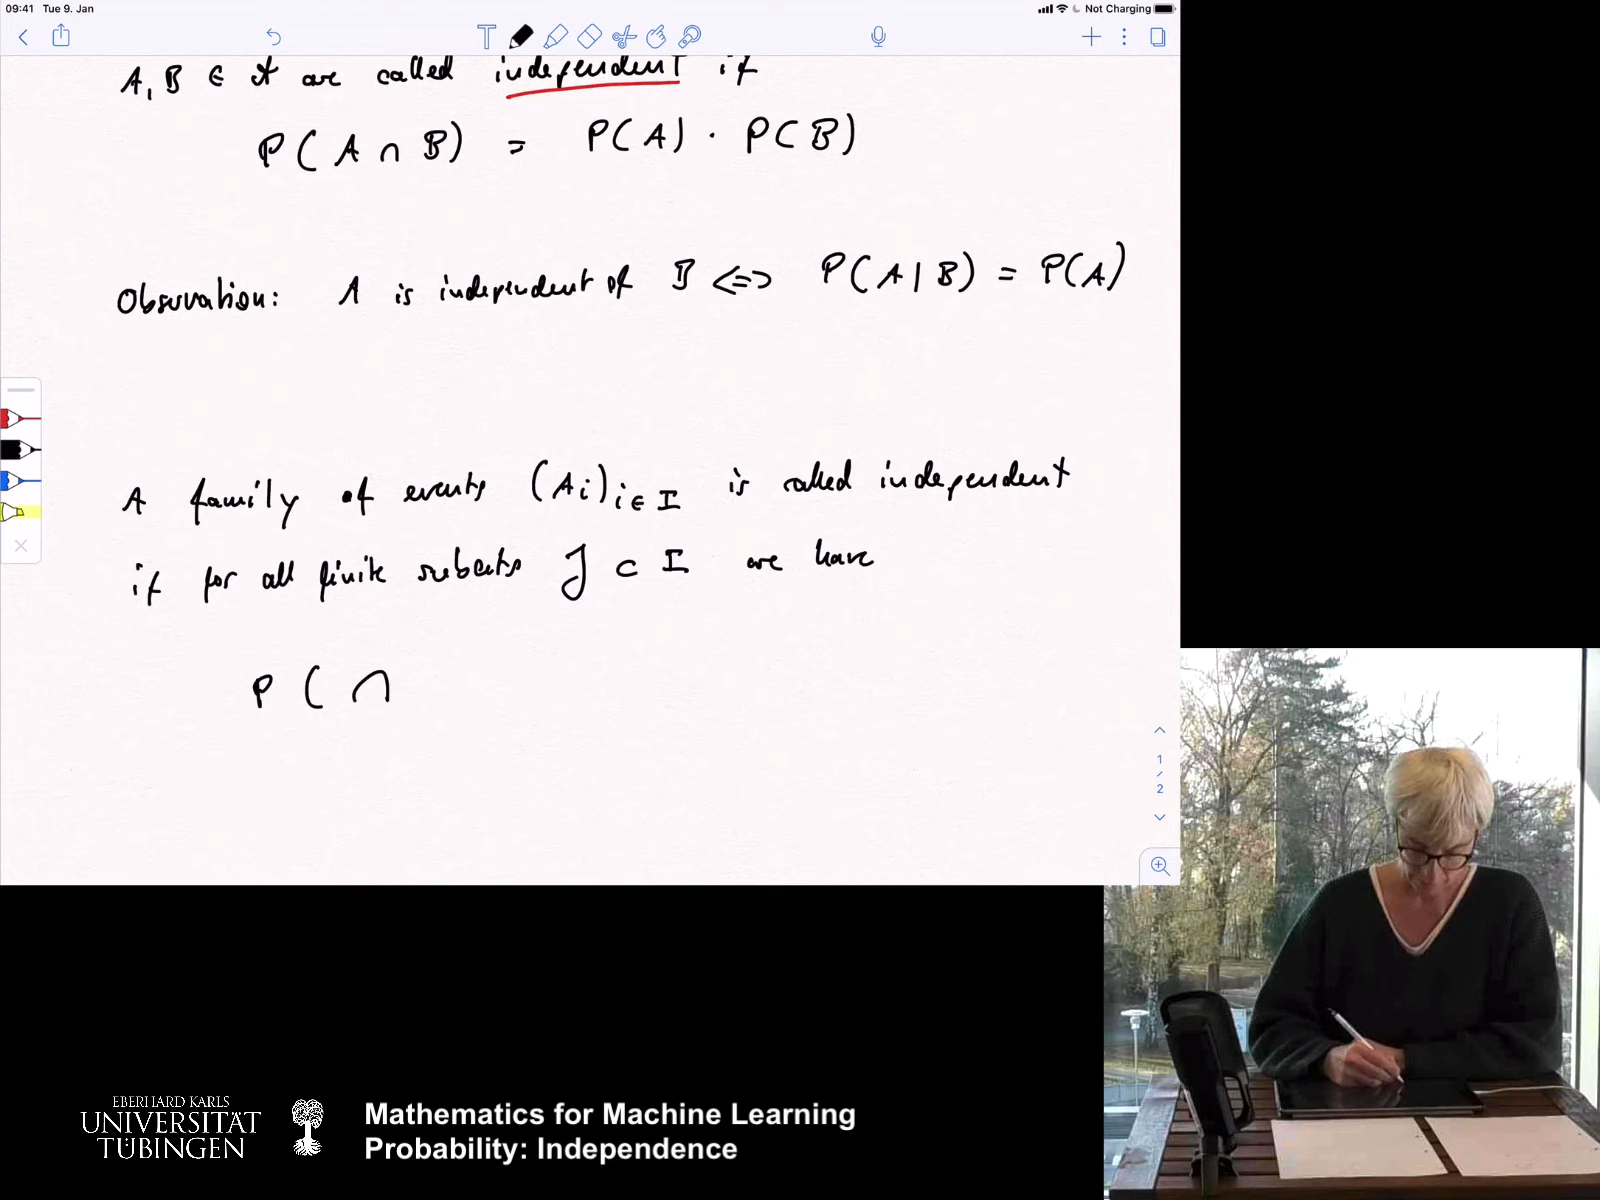 09:41 Tue 9. Jan
Not Charging
A, B ∈ 𝒜 are called independent if
P(A ∩ B) = P(A) · P(B)
Observation: A is independent of B <=> P(A|B) = P(A)
A family of events (Ai)i∈I is called independent
if for all finite subsets J ⊂ I we have
P ( ∩
1
/
2
EBERHARD KARLS
UNIVERSITÄT
TÜBINGEN
Mathematics for Machine Learning
Probability: Independence